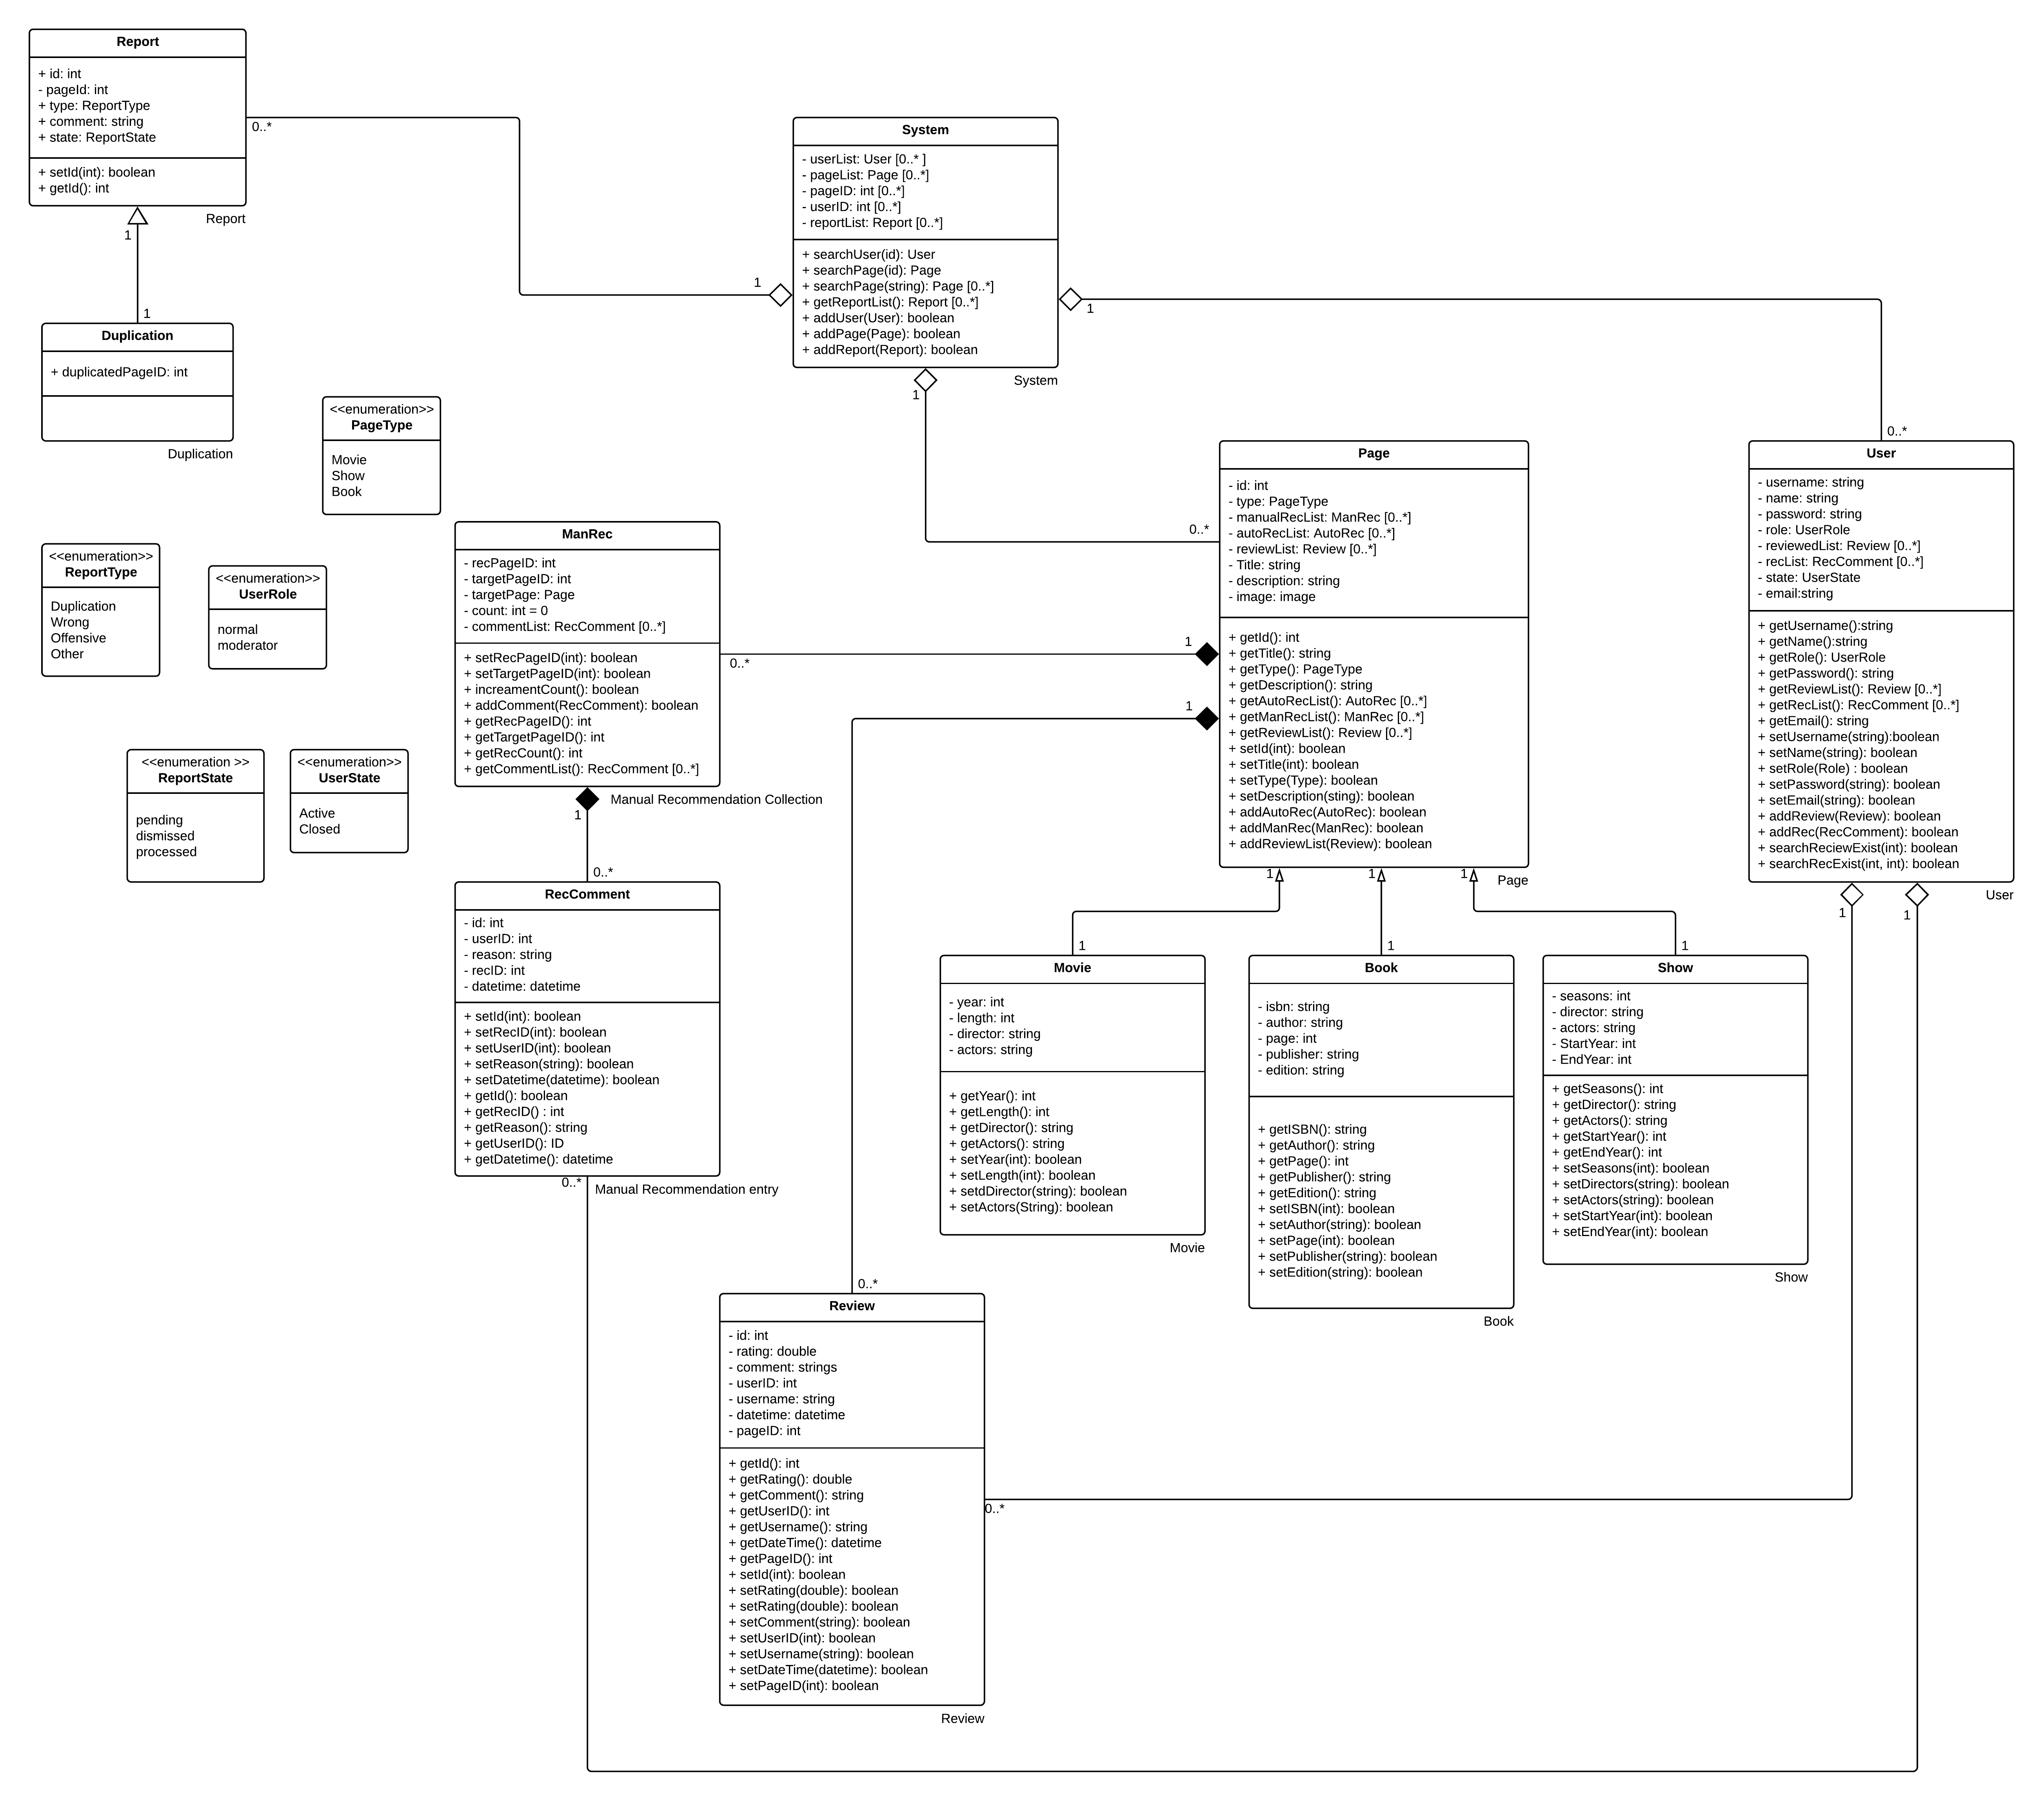 Report
+ id: int
- pageId: int
+ type: ReportType
+ comment: string
+ state: ReportState
+ setId(int): boolean
+ getId(): int
Report
0..*
1
1
1
Duplication
+ duplicatedPageID: int
Duplication
System
- userList: User [0..* ]
- pageList: Page [0..*]
- pageID: int [0..*]
- userID: int [0..*]
- reportList: Report [0..*]
+ searchUser(id): User
+ searchPage(id): Page
+ searchPage(string): Page [0..*]
+ getReportList(): Report [0..*]
+ addUser(User): boolean
+ addPage(Page): boolean
+ addReport(Report): boolean
System
1
1
0..*
0..*
<<enumeration>>
PageType
Movie
Show
Book
<<enumeration>>
ReportType
Duplication
Wrong
Offensive
Other
<<enumeration>>
UserRole
normal
moderator
<<enumeration >>
ReportState
pending
dismissed
processed
<<enumeration>>
UserState
Active
Closed
ManRec
- recPageID: int
- targetPageID: int
- targetPage: Page
- count: int = 0
- commentList: RecComment [0..*]
+ setRecPageID(int): boolean
+ setTargetPageID(int): boolean
+ increamentCount(): boolean
+ addComment(RecComment): boolean
+ getRecPageID(): int
+ getTargetPageID(): int
+ getRecCount(): int
+ getCommentList(): RecComment [0..*]
Manual Recommendation Collection
0..*
1
1
1
0..*
Page
- id: int
- type: PageType
- manualRecList: ManRec [0..*]
- autoRecList: AutoRec [0..*]
- reviewList: Review [0..*]
- Title: string
- description: string
- image: image
+ getId(): int
+ getTitle(): string
+ getType(): PageType
+ getDescription(): string
+ getAutoRecList(): AutoRec [0..*]
+ getManRecList(): ManRec [0..*]
+ getReviewList(): Review [0..*]
+ setId(int): boolean
+ setTitle(int): boolean
+ setType(Type): boolean
+ setDescription(sting): boolean
+ addAutoRec(AutoRec): boolean
+ addManRec(ManRec): boolean
+ addReviewList(Review): boolean
Page
1
1
1
1
1
1
User
- username: string
- name: string
- password: string
- role: UserRole
- reviewedList: Review [0..*]
- recList: RecComment [0..*]
- state: UserState
- email:string
+ getUsername():string
+ getName():string
+ getRole(): UserRole
+ getPassword(): string
+ getReviewList(): Review [0..*]
+ getRecList(): RecComment [0..*]
+ getEmail(): string
+ setUsername(string):boolean
+ setName(string): boolean
+ setRole(Role) : boolean
+ setPassword(string): boolean
+ setEmail(string): boolean
+ addReview(Review): boolean
+ addRec(RecComment): boolean
+ searchReciewExist(int): boolean
+ searchRecExist(int, int): boolean
User
1
1
RecComment
- id: int
- userID: int
- reason: string
- recID: int
- datetime: datetime
+ setId(int): boolean
+ setRecID(int): boolean
+ setUserID(int): boolean
+ setReason(string): boolean
+ setDatetime(datetime): boolean
+ getId(): boolean
+ getRecID() : int
+ getReason(): string
+ getUserID(): ID
+ getDatetime(): datetime
0..*
Manual Recommendation entry
Movie
- year: int
- length: int
- director: string
- actors: string
+ getYear(): int
+ getLength(): int
+ getDirector(): string
+ getActors(): string
+ setYear(int): boolean
+ setLength(int): boolean
+ setdDirector(string): boolean
+ setActors(String): boolean
Movie
Book
- isbn: string
- author: string
- page: int
- publisher: string
- edition: string
+ getISBN(): string
+ getAuthor(): string
+ getPage(): int
+ getPublisher(): string
+ getEdition(): string
+ setISBN(int): boolean
+ setAuthor(string): boolean
+ setPage(int): boolean
+ setPublisher(string): boolean
+ setEdition(string): boolean
Book
Show
- seasons: int
- director: string
- actors: string
- StartYear: int
- EndYear: int
+ getSeasons(): int
+ getDirector(): string
+ getActors(): string
+ getStartYear(): int
+ getEndYear(): int
+ setSeasons(int): boolean
+ setDirectors(string): boolean
+ setActors(string): boolean
+ setStartYear(int): boolean
+ setEndYear(int): boolean
Show
0..*
Review
- id: int
- rating: double
- comment: strings
- userID: int
- username: string
- datetime: datetime
- pageID: int
+ getId(): int
+ getRating(): double
+ getComment(): string
+ getUserID(): int
+ getUsername(): string
+ getDateTime(): datetime
+ getPageID(): int
+ setId(int): boolean
+ setRating(double): boolean
+ setRating(double): boolean
+ setComment(string): boolean
+ setUserID(int): boolean
+ setUsername(string): boolean
+ setDateTime(datetime): boolean
+ setPageID(int): boolean
0..*
Review